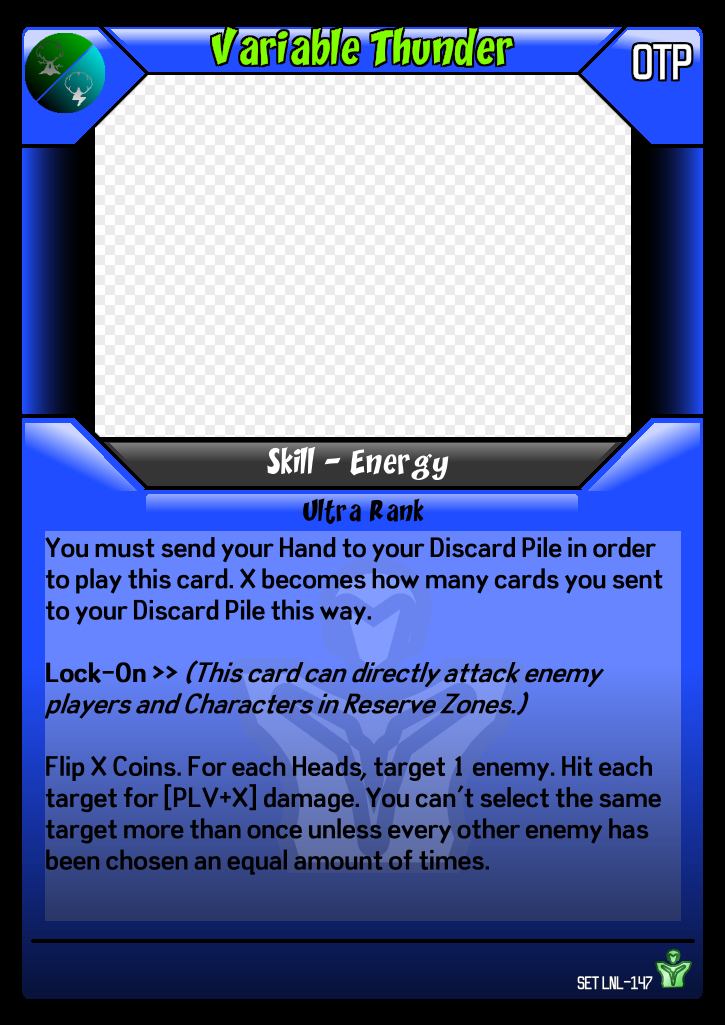 Variable Thunder
OTP
Skill - Energy
Ultra Rank
You must send your Hand to your Discard Pile in order
to play this card. X becomes how many cards you sent
to your Discard Pile this way.
Lock-On >> (This card can directly attack enemy
players and Characters in Reserve Zones.)
Flip X Coins. For each Heads, target 1 enemy. Hit each
target for [PLV+X] damage. You can't select the same
target more than once unless every other enemy has
been chosen an equal amount of times.
SET LNL-147